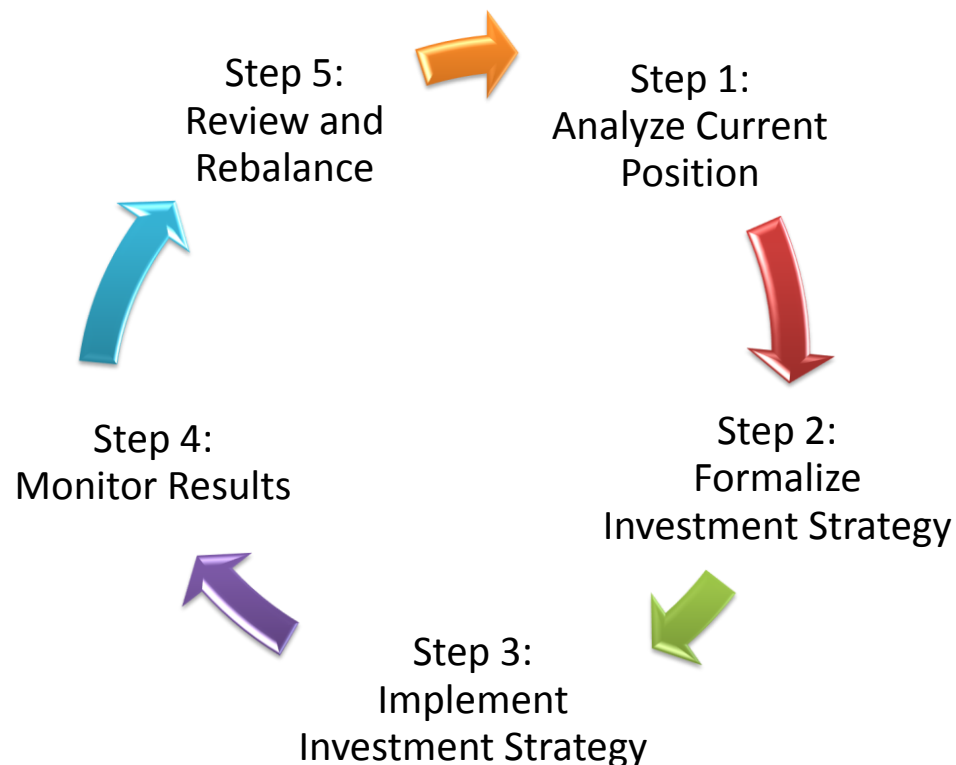 Step 1:
Analyze Current
Position
Step 2:
Formalize
Investment Strategy
Step 3:
Implement
Investment Strategy
Step 4:
Monitor Results
Step 5:
Review and
Rebalance